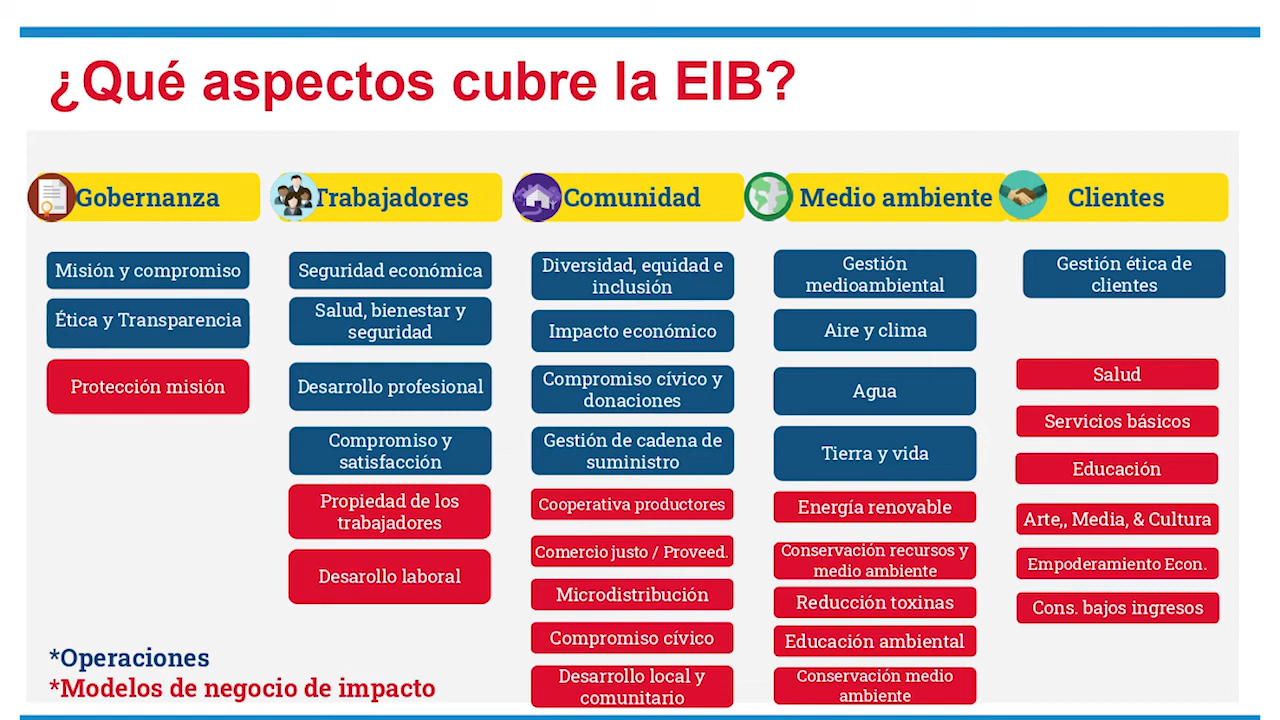 ¿Qué aspectos cubre la EIB?
Gobernanza
Misión y compromiso
Ética y Transparencia
Protección misión
Trabajadores
Seguridad económica
Salud, bienestar y
seguridad
Desarrollo profesional
Compromiso y
satisfacción
Propiedad de los
trabajadores
Desarollo laboral
Comunidad
Diversidad, equidad e
inclusión
Impacto económico
Compromiso cívico y
donaciones
Gestión de cadena de
suministro
Cooperativa productores
Comercio justo / Proveed.
Microdistribución
Compromiso cívico
Desarrollo local y
comunitario
Medio ambiente
Gestión
medioambiental
Aire y clima
Agua
Tierra y vida
Energía renovable
Conservación recursos y
medio ambiente
Reducción toxinas
Educación ambiental
Conservación medio
ambiente
Clientes
Gestión ética de
clientes
Salud
Servicios básicos
Educación
Arte,, Media, & Cultura
Empoderamiento Econ.
Cons. bajos ingresos
*Operaciones
*Modelos de negocio de impacto